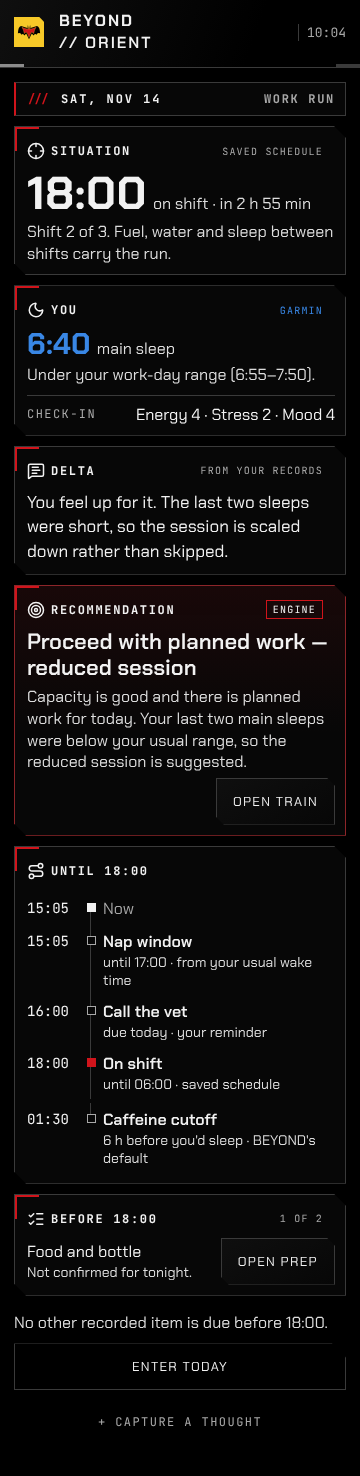 BEYOND
// ORIENT
10:04
/// SAT, NOV 14
WORK RUN
SITUATION
SAVED SCHEDULE
18:00 on shift · in 2 h 55 min
Shift 2 of 3. Fuel, water and sleep between
shifts carry the run.
YOU
GARMIN
6:40 main sleep
Under your work-day range (6:55–7:50).
CHECK-IN
Energy 4 · Stress 2 · Mood 4
DELTA
FROM YOUR RECORDS
You feel up for it. The last two sleeps
were short, so the session is scaled
down rather than skipped.
RECOMMENDATION
ENGINE
Proceed with planned work —
reduced session
Capacity is good and there is planned
work for today. Your last two main sleeps
were below your usual range, so the
reduced session is suggested.
OPEN TRAIN
UNTIL 18:00
15:05 Now
15:05 Nap window
until 17:00 · from your usual wake
time
16:00 Call the vet
due today · your reminder
18:00 On shift
until 06:00 · saved schedule
01:30 Caffeine cutoff
6 h before you'd sleep · BEYOND's
default
BEFORE 18:00
1 OF 2
Food and bottle
Not confirmed for tonight.
OPEN PREP
No other recorded item is due before 18:00.
ENTER TODAY
+ CAPTURE A THOUGHT